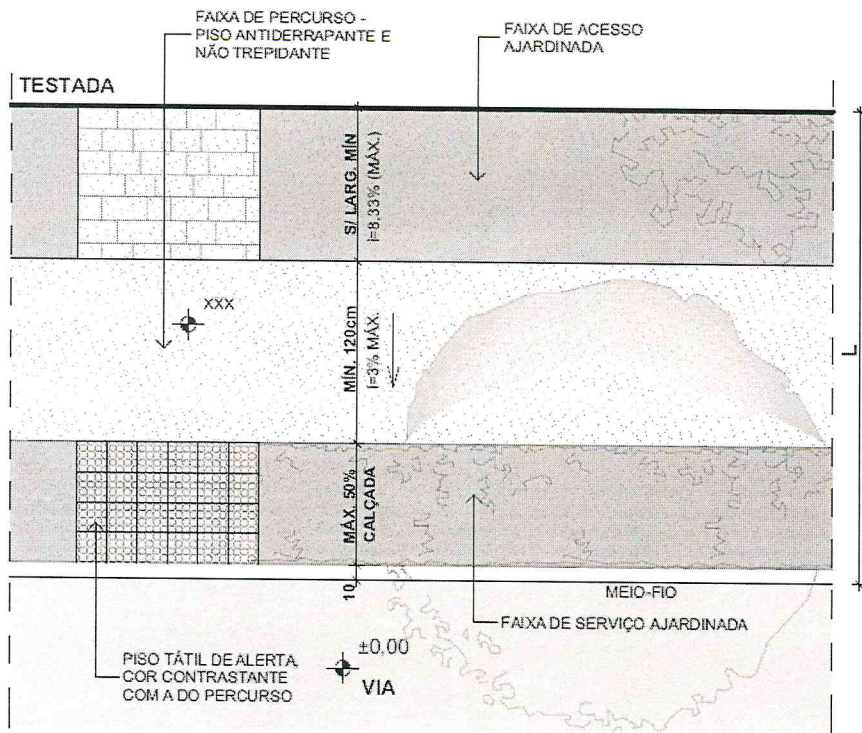 FAIXA DE PERCURSO -
PISO ANTIDERRAPANTE E
NÃO TREPIDANTE
FAIXA DE ACESSO
AJARDINADA
TESTADA
S/ LARG. MÍN
i=8,33% (MÁX.)
XXX
MÍN. 120cm
i=3% MÁX.
L
MÁX. 50%
CALÇADA
10
MEIO-FIO
FAIXA DE SERVIÇO AJARDINADA
PISO TÁTIL DE ALERTA
COR CONTRASTANTE
COM A DO PERCURSO
±0,00
VIA